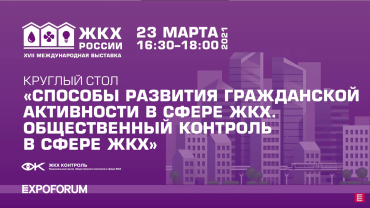 ЖКХ
РОССИИ
XVII МЕЖДУНАРОДНАЯ ВЫСТАВКА
23 МАРТА
16:30–18:00
2021
КРУГЛЫЙ СТОЛ
«СПОСОБЫ РАЗВИТИЯ ГРАЖДАНСКОЙ
АКТИВНОСТИ В СФЕРЕ ЖКХ.
ОБЩЕСТВЕННЫЙ КОНТРОЛЬ
В СФЕРЕ ЖКХ»
ЖКХ КОНТРОЛЬ
EXPOFORUM